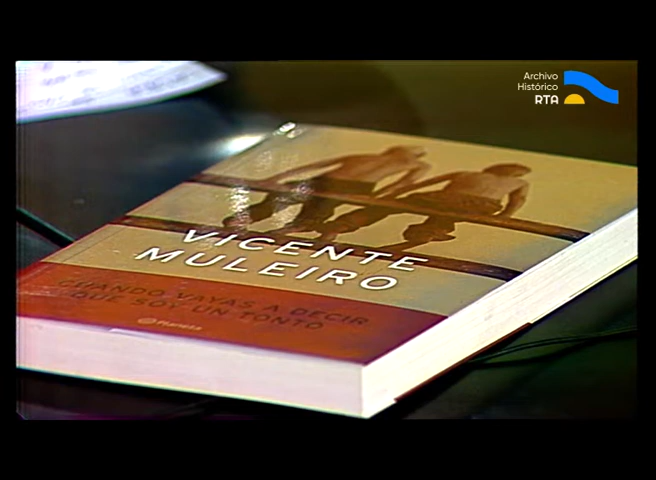 Archivo
Histórico
RTA
VICENTE
MULEIRO
CUANDO VAYAS A DECIR
QUE SOY UN TONTO
Planeta